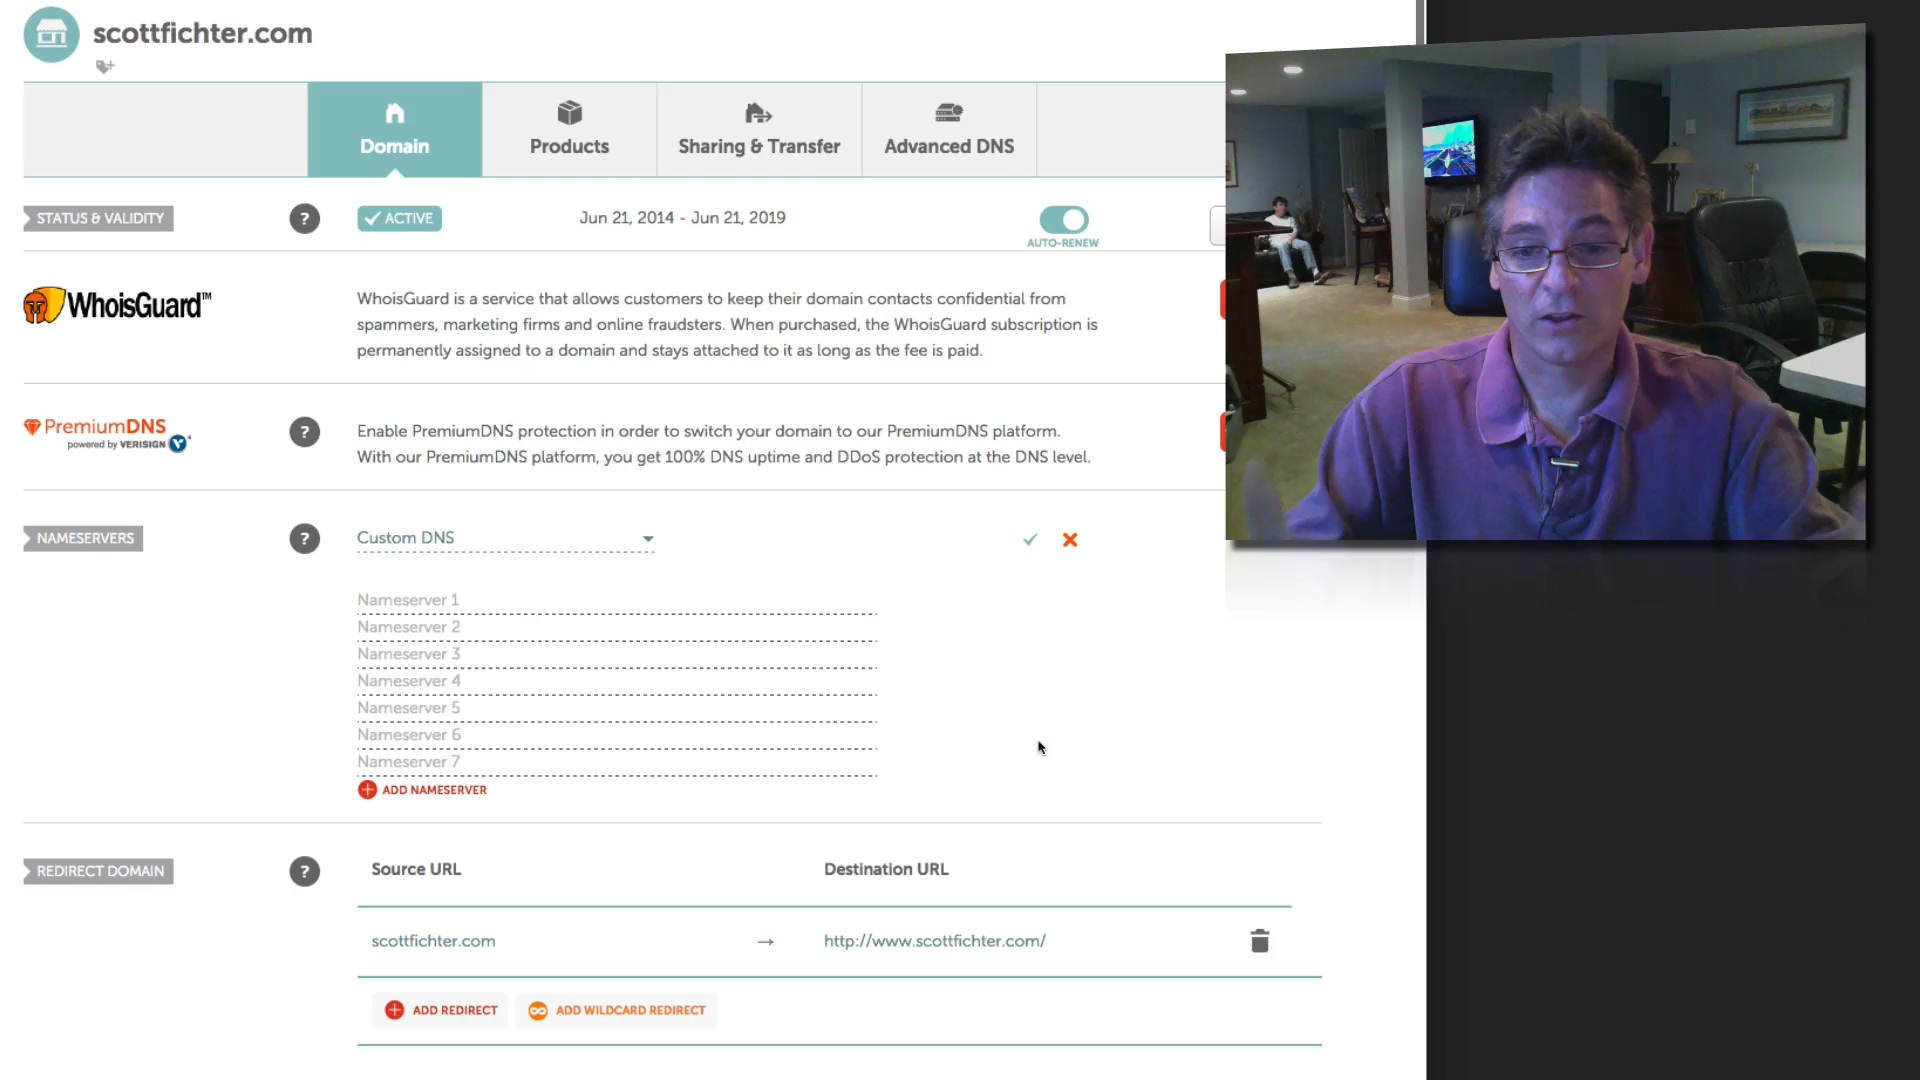 scottfichter.com
Domain
Products
Sharing & Transfer
Advanced DNS
STATUS & VALIDITY
?
ACTIVE
Jun 21, 2014 - Jun 21, 2019
AUTO-RENEW
WhoisGuard™
WhoisGuard is a service that allows customers to keep their domain contacts confidential from
spammers, marketing firms and online fraudsters. When purchased, the WhoisGuard subscription is
permanently assigned to a domain and stays attached to it as long as the fee is paid.
PremiumDNS
powered by VERISIGN
?
Enable PremiumDNS protection in order to switch your domain to our PremiumDNS platform.
With our PremiumDNS platform, you get 100% DNS uptime and DDoS protection at the DNS level.
NAMESERVERS
?
Custom DNS
Nameserver 1
Nameserver 2
Nameserver 3
Nameserver 4
Nameserver 5
Nameserver 6
Nameserver 7
ADD NAMESERVER
REDIRECT DOMAIN
?
Source URL
Destination URL
scottfichter.com
→
http://www.scottfichter.com/
ADD REDIRECT
ADD WILDCARD REDIRECT